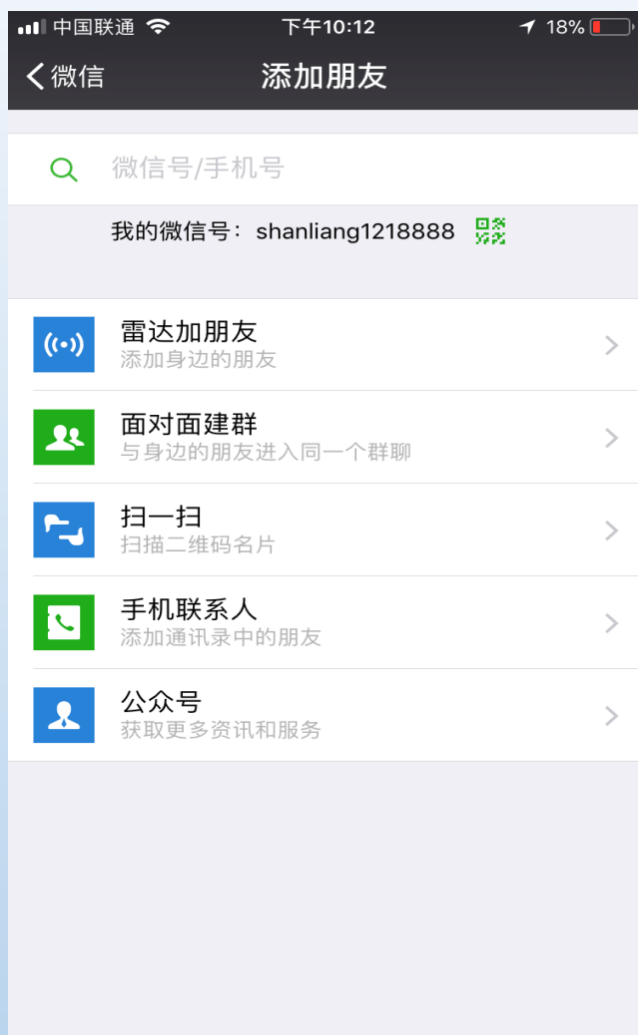 中国联通 下午10:12 18%
微信 添加朋友
微信号/手机号
我的微信号: shanliang1218888
雷达加朋友
添加身边的朋友
面对面建群
与身边的朋友进入同一个群聊
扫一扫
扫描二维码名片
手机联系人
添加通讯录中的朋友
公众号
获取更多资讯和服务